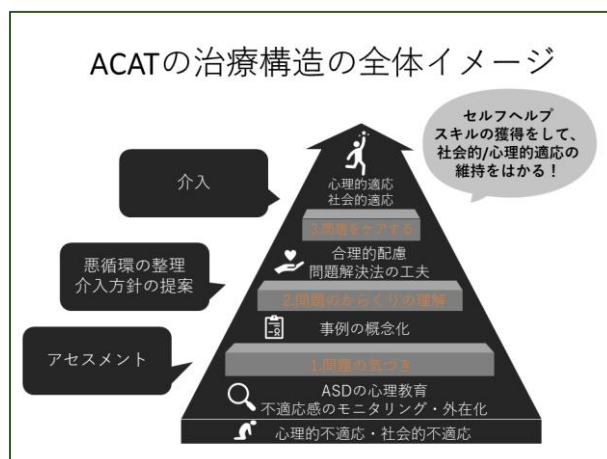 ACATの治療構造の全体イメージ
セルフヘルプ
スキルの獲得をして、
社会的/心理的適応の
維持をはかる！
介入
心理的適応
社会的適応
3.問題をケアする
悪循環の整理
介入方針の提案
合理的配慮
問題解決法の工夫
2.問題のからくりの理解
事例の概念化
アセスメント
1.問題の気づき
ASDの心理教育
不適応感のモニタリング・外在化
心理的不適応・社会的不適応